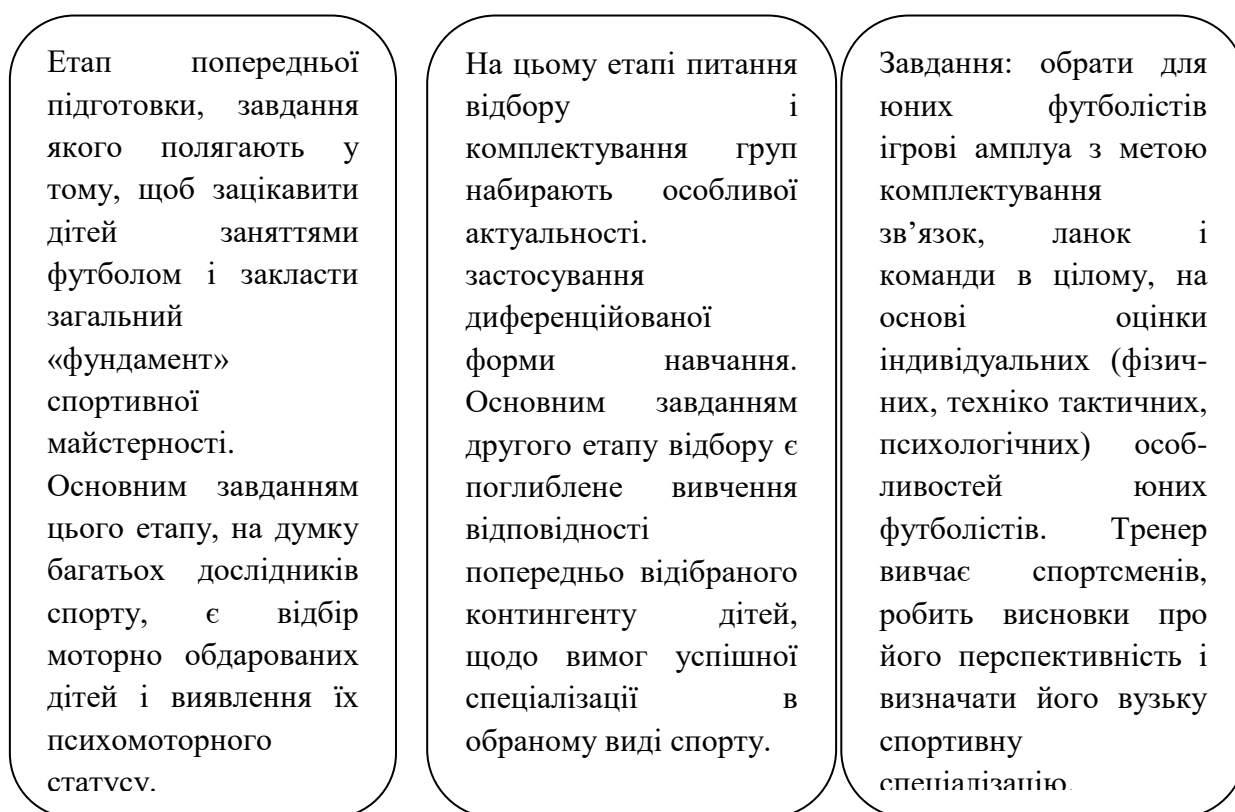 Етап попередньої
підготовки, завдання
якого полягають у
тому, щоб зацікавити
дітей заняттями
футболом і закласти
загальний
«фундамент»
спортивної
майстерності.
Основним завданням
цього етапу, на думку
багатьох дослідників
спорту, є відбір
моторно обдарованих
дітей і виявлення їх
психомоторного
статусу.
На цьому етапі питання
відбору і
комплектування груп
набирають особливої
актуальності.
застосування
диференційованої
форми навчання.
Основним завданням
другого етапу відбору є
поглиблене вивчення
відповідності
попередньо відібраного
контингенту дітей,
щодо вимог успішної
спеціалізації в
обраному виді спорту.
Завдання: обрати для
юних футболістів
ігрові амплуа з метою
комплектування
зв’язок, ланок і
команди в цілому, на
основі оцінки
індивідуальних (фізич-
них, техніко тактичних,
психологічних) особ-
ливостей юних
футболістів. Тренер
вивчає спортсменів,
робить висновки про
його перспективність і
визначати його вузьку
спортивну
спеціалізацію.